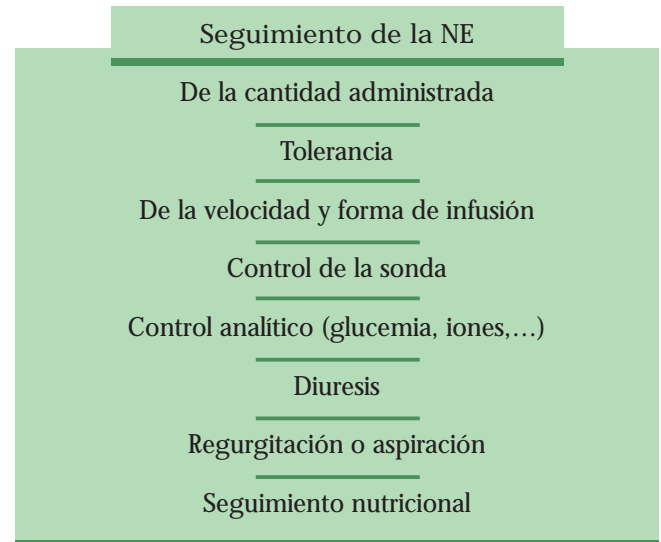 Seguimiento de la NE
De la cantidad administrada
Tolerancia
De la velocidad y forma de infusión
Control de la sonda
Control analítico (glucemia, iones,…)
Diuresis
Regurgitación o aspiración
Seguimiento nutricional